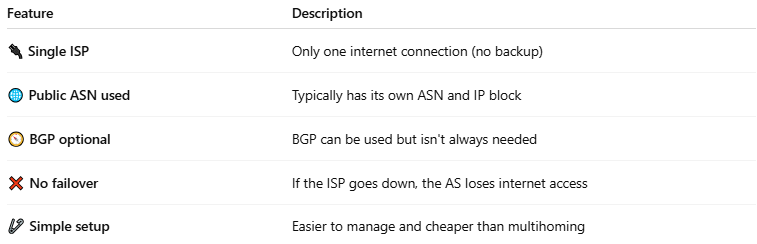 Feature Description
Single ISP Only one internet connection (no backup)
Public ASN used Typically has its own ASN and IP block
BGP optional BGP can be used but isn't always needed
No failover If the ISP goes down, the AS loses internet access
Simple setup Easier to manage and cheaper than multihoming